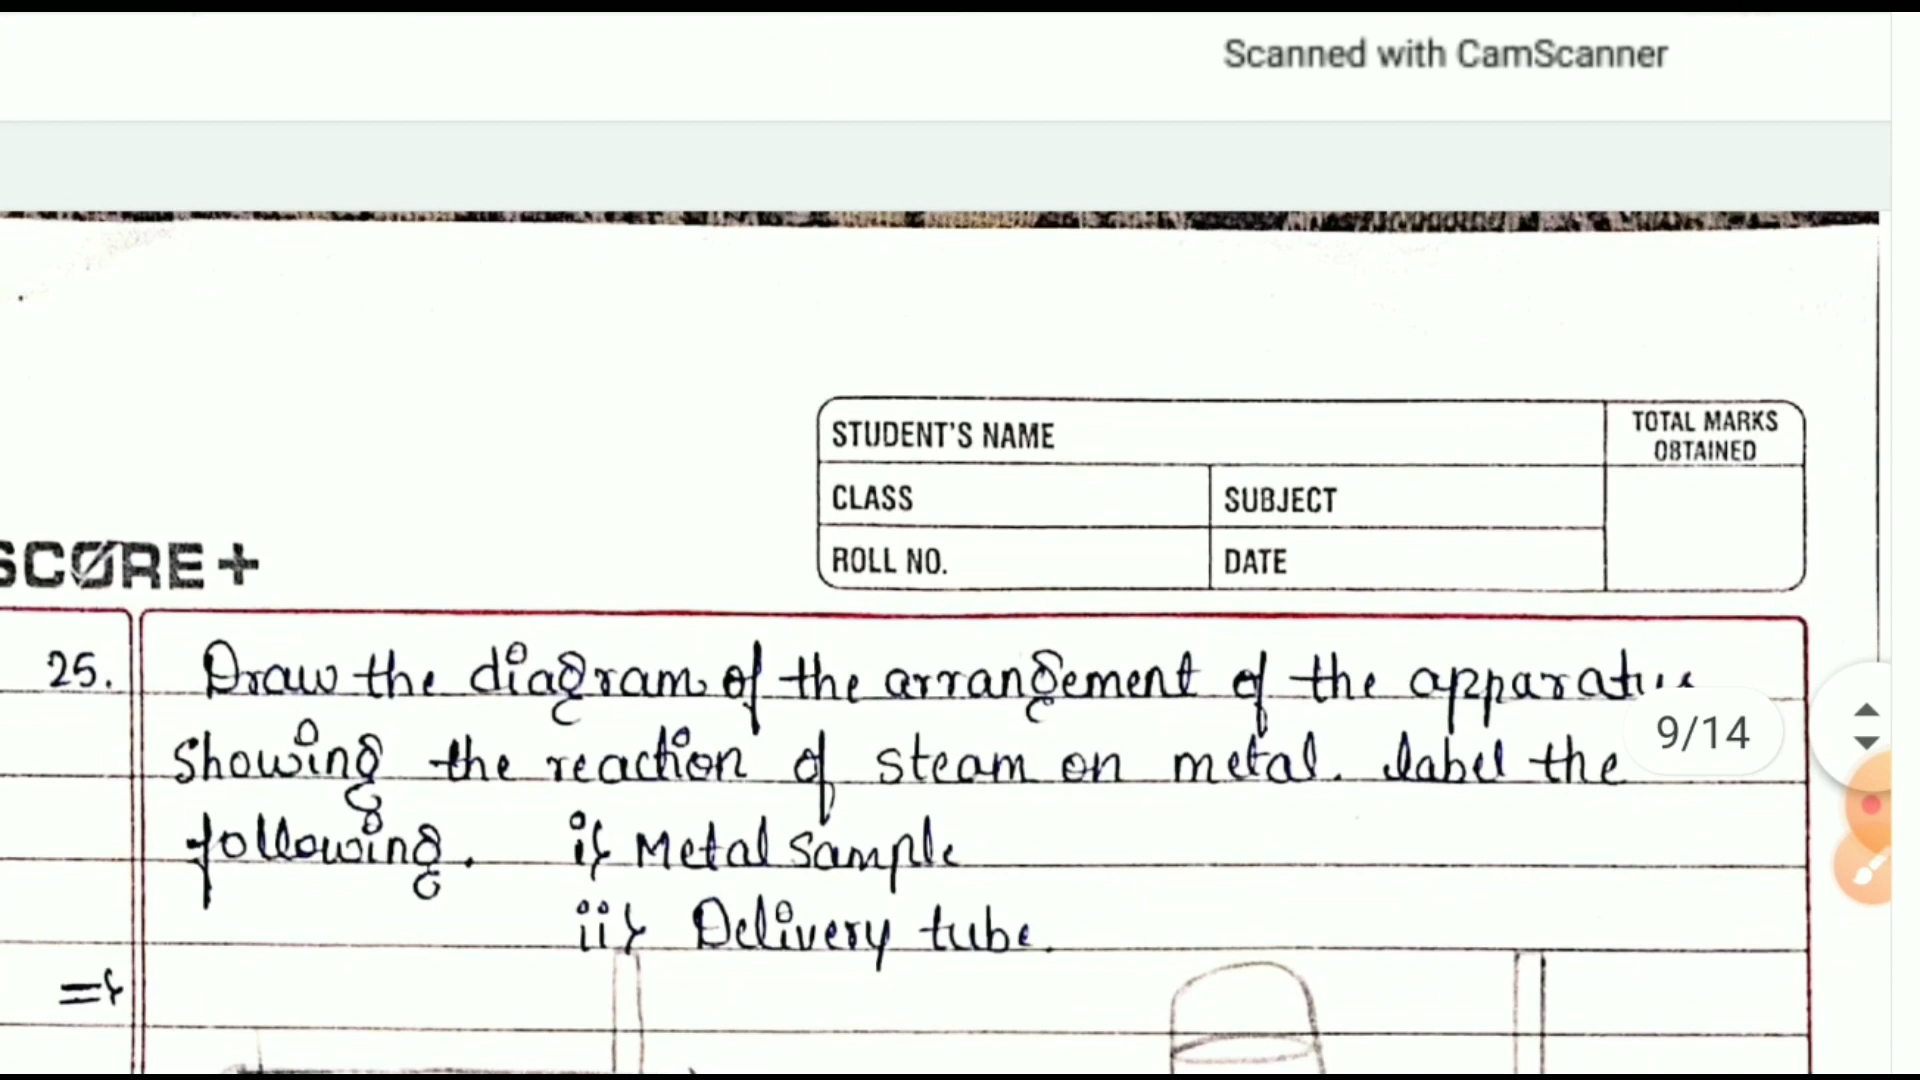 Scanned with CamScanner
STUDENT'S NAME
TOTAL MARKS
OBTAINED
CLASS
SUBJECT
ROLL NO.
DATE
SCORE+
25. Draw the diagram of the arrangement of the apparatus
showing the reaction of steam on metal. label the
9/14
following. i} Metal sample
ii} Delivery tube.